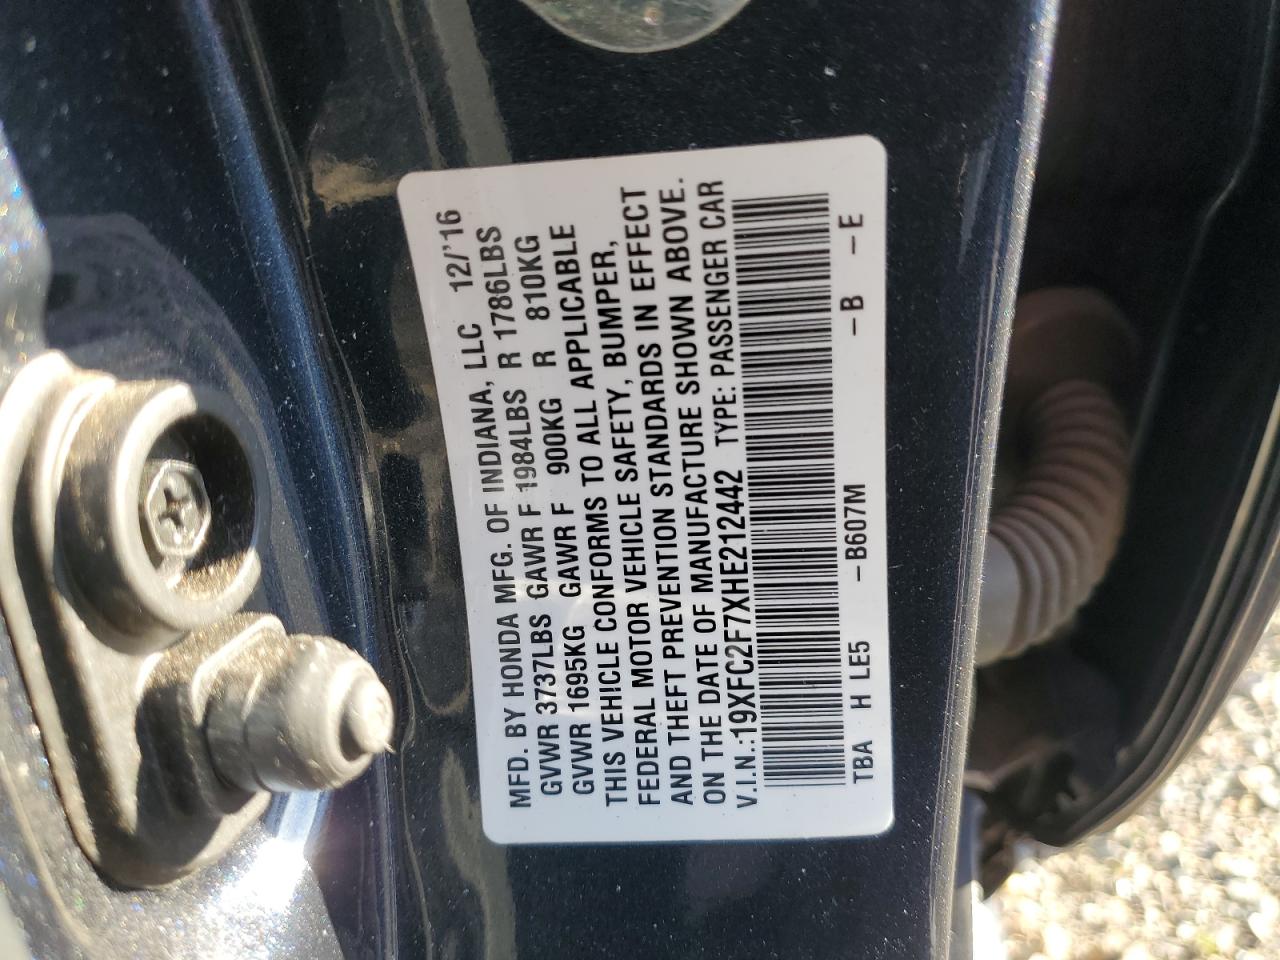 MFD. BY HONDA MFG. OF INDIANA, LLC 12/'16
GVWR 3737LBS GAWR F 1984LBS R 1786LBS
GVWR 1695KG GAWR F 900KG R 810KG
THIS VEHICLE CONFORMS TO ALL APPLICABLE
FEDERAL MOTOR VEHICLE SAFETY, BUMPER,
AND THEFT PREVENTION STANDARDS IN EFFECT
ON THE DATE OF MANUFACTURE SHOWN ABOVE.
V.I.N.:19XFC2F7XHE212442 TYPE: PASSENGER CAR
TBA H LE5 –B607M –B –E